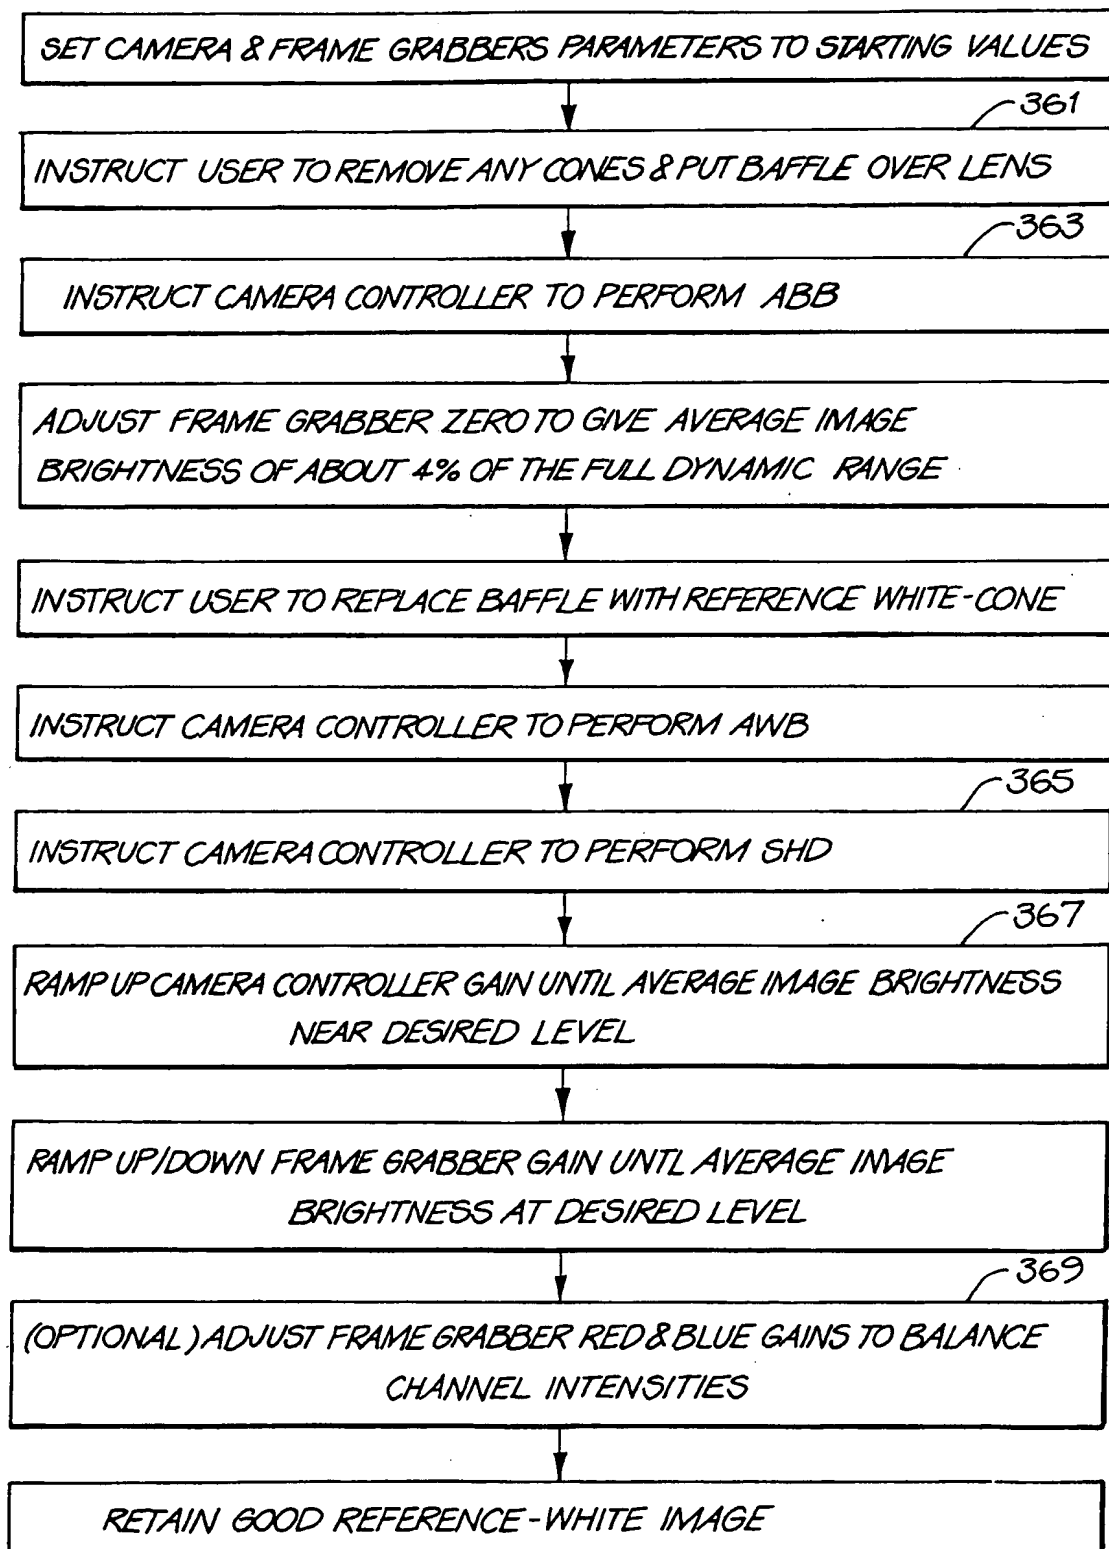 SET CAMERA & FRAME GRABBERS PARAMETERS TO STARTING VALUES
361
INSTRUCT USER TO REMOVE ANY CONES & PUT BAFFLE OVER LENS
363
INSTRUCT CAMERA CONTROLLER TO PERFORM ABB
ADJUST FRAME GRABBER ZERO TO GIVE AVERAGE IMAGE
BRIGHTNESS OF ABOUT 4% OF THE FULL DYNAMIC RANGE
INSTRUCT USER TO REPLACE BAFFLE WITH REFERENCE WHITE-CONE
INSTRUCT CAMERA CONTROLLER TO PERFORM AWB
365
INSTRUCT CAMERA CONTROLLER TO PERFORM SHD
367
RAMP UP CAMERA CONTROLLER GAIN UNTIL AVERAGE IMAGE BRIGHTNESS
NEAR DESIRED LEVEL
RAMP UP/DOWN FRAME GRABBER GAIN UNTL AVERAGE IMAGE
BRIGHTNESS AT DESIRED LEVEL
369
(OPTIONAL) ADJUST FRAME GRABBER RED & BLUE GAINS TO BALANCE
CHANNEL INTENSITIES
RETAIN GOOD REFERENCE-WHITE IMAGE